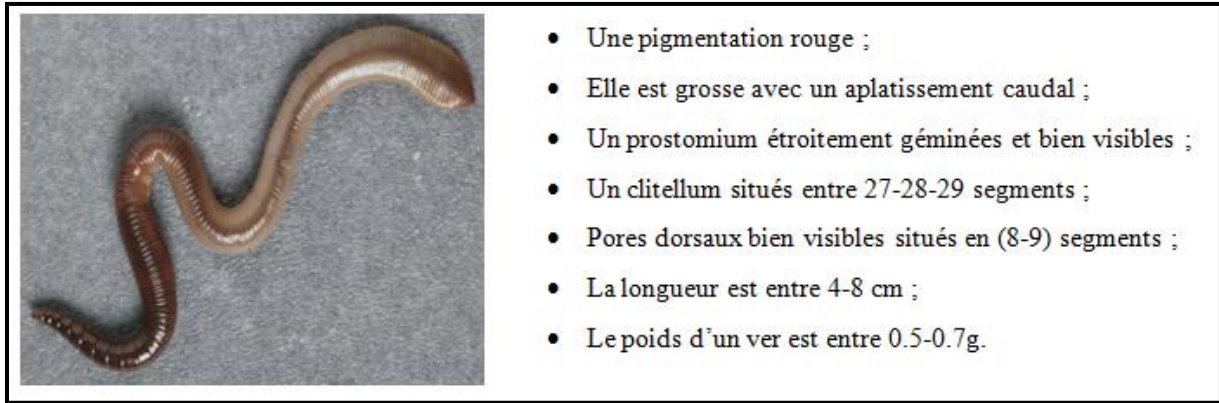 • Une pigmentation rouge ;
• Elle est grosse avec un aplatissement caudal ;
• Un prostomium étroitement géminées et bien visibles ;
• Un clitellum situés entre 27-28-29 segments ;
• Pores dorsaux bien visibles situés en (8-9) segments ;
• La longueur est entre 4-8 cm ;
• Le poids d'un ver est entre 0.5-0.7g.